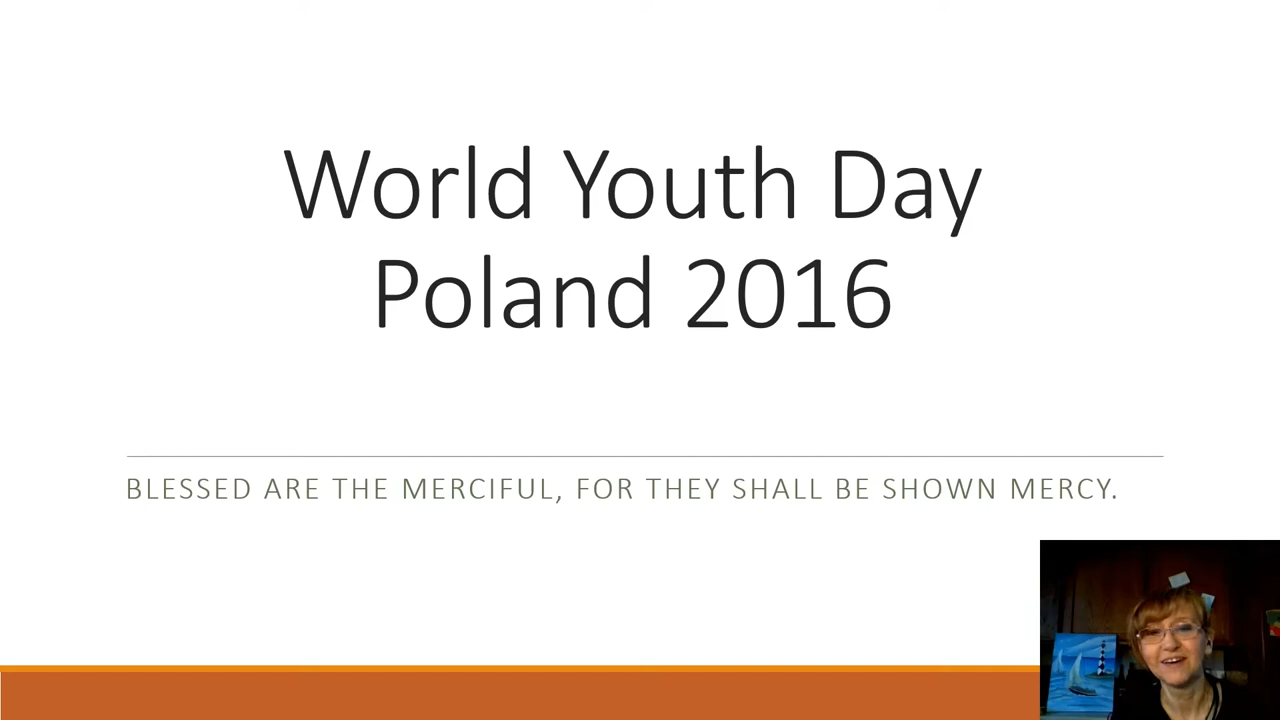 World Youth Day
Poland 2016
BLESSED ARE THE MERCIFUL, FOR THEY SHALL BE SHOWN MERCY.